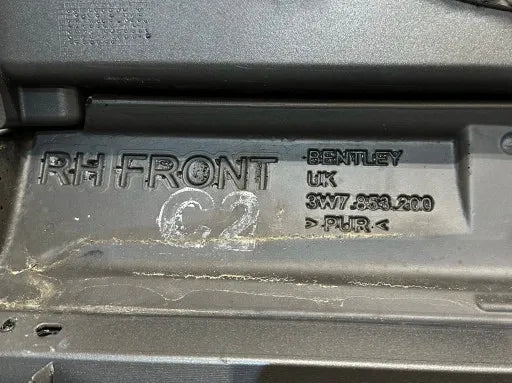 RH FRONT
C2
BENTLEY
UK
3W7.853.200
>PUR<